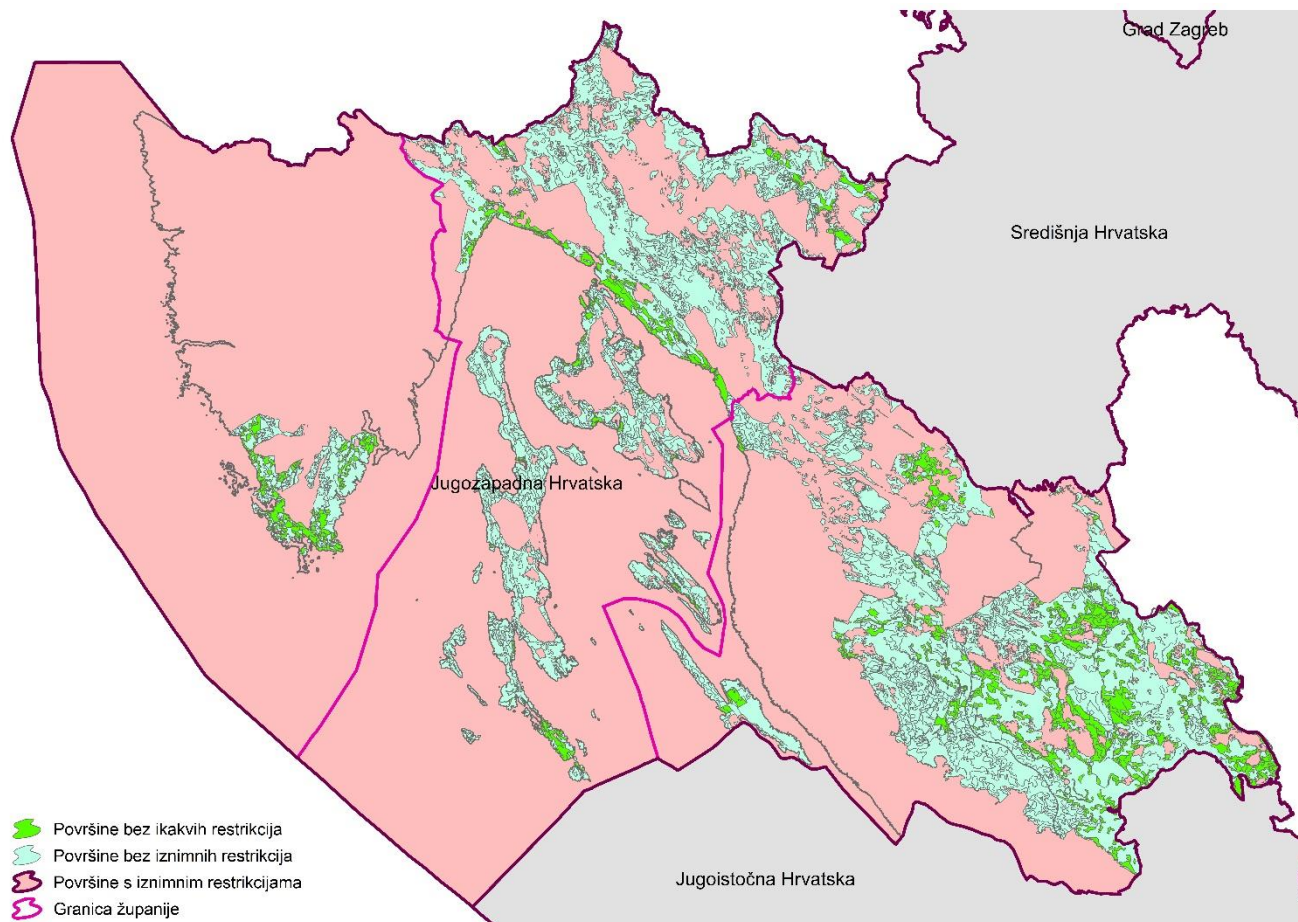 Grad Zagreb
Središnja Hrvatska
Jugozapadna Hrvatska
Površine bez ikakvih restrikcija
Površine bez iznimnih restrikcija
Površine s iznimnim restrikcijama
Granica županije
Jugoistočna Hrvatska